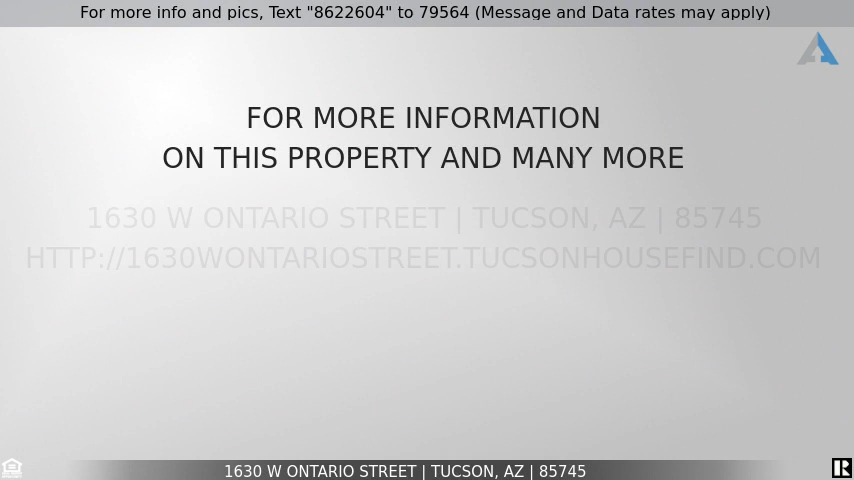 For more info and pics, Text "8622604" to 79564 (Message and Data rates may apply)
FOR MORE INFORMATION
ON THIS PROPERTY AND MANY MORE
1630 W ONTARIO STREET | TUCSON, AZ | 85745
HTTP://1630WONTARIOSTREET.TUCSONHOUSEFIND.COM
1630 W ONTARIO STREET | TUCSON, AZ | 85745